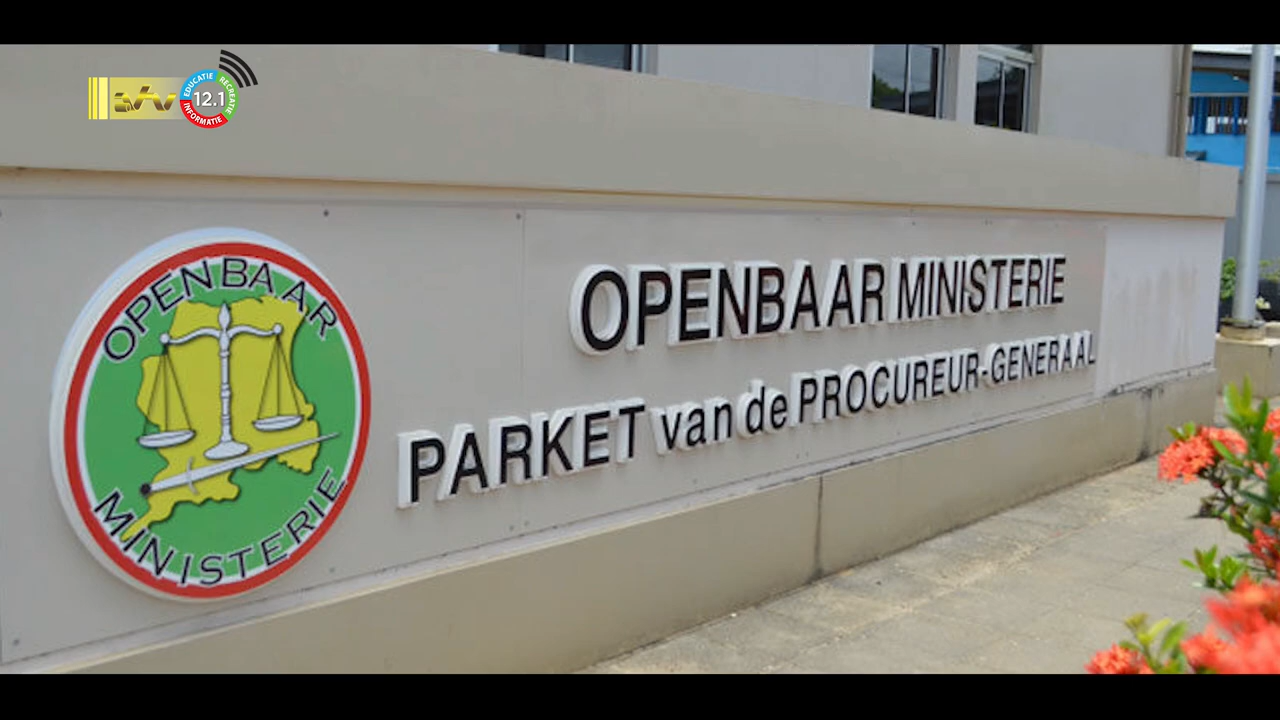 EDUCATIE
RECREATIE
INFORMATIE
12.1
OPENBAAR
MINISTERIE
OPENBAAR MINISTERIE
PARKET van de PROCUREUR-GENERAAL